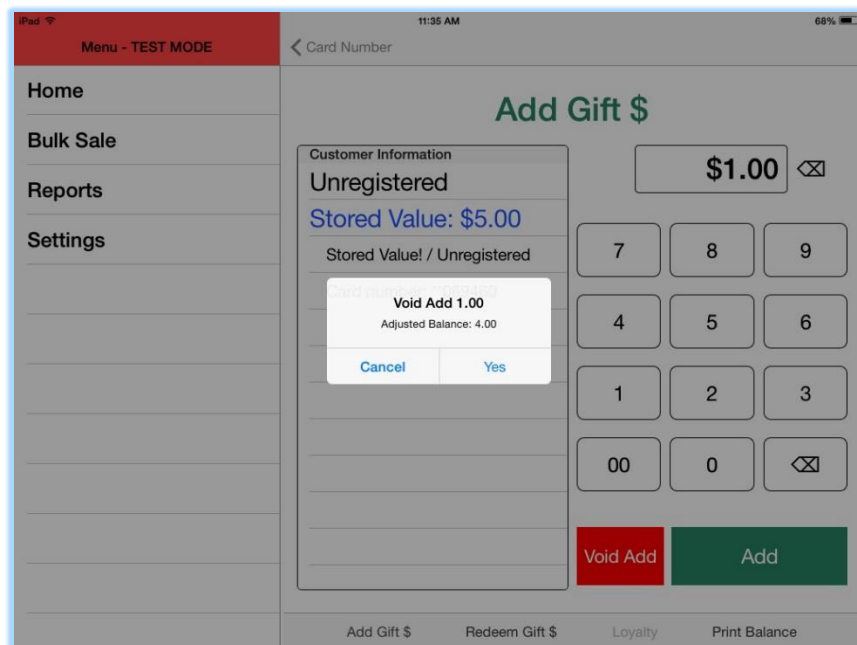 iPad 11:35 AM 68%
Menu - TEST MODE
Card Number
Home
Bulk Sale
Reports
Settings
Add Gift $
Customer Information
Unregistered
Stored Value: $5.00
Stored Value! / Unregistered
Card number:
$1.00
7 8 9
4 5 6
1 2 3
00 0
Void Add 1.00
Adjusted Balance: 4.00
Cancel Yes
Void Add Add
Add Gift $ Redeem Gift $ Loyalty Print Balance